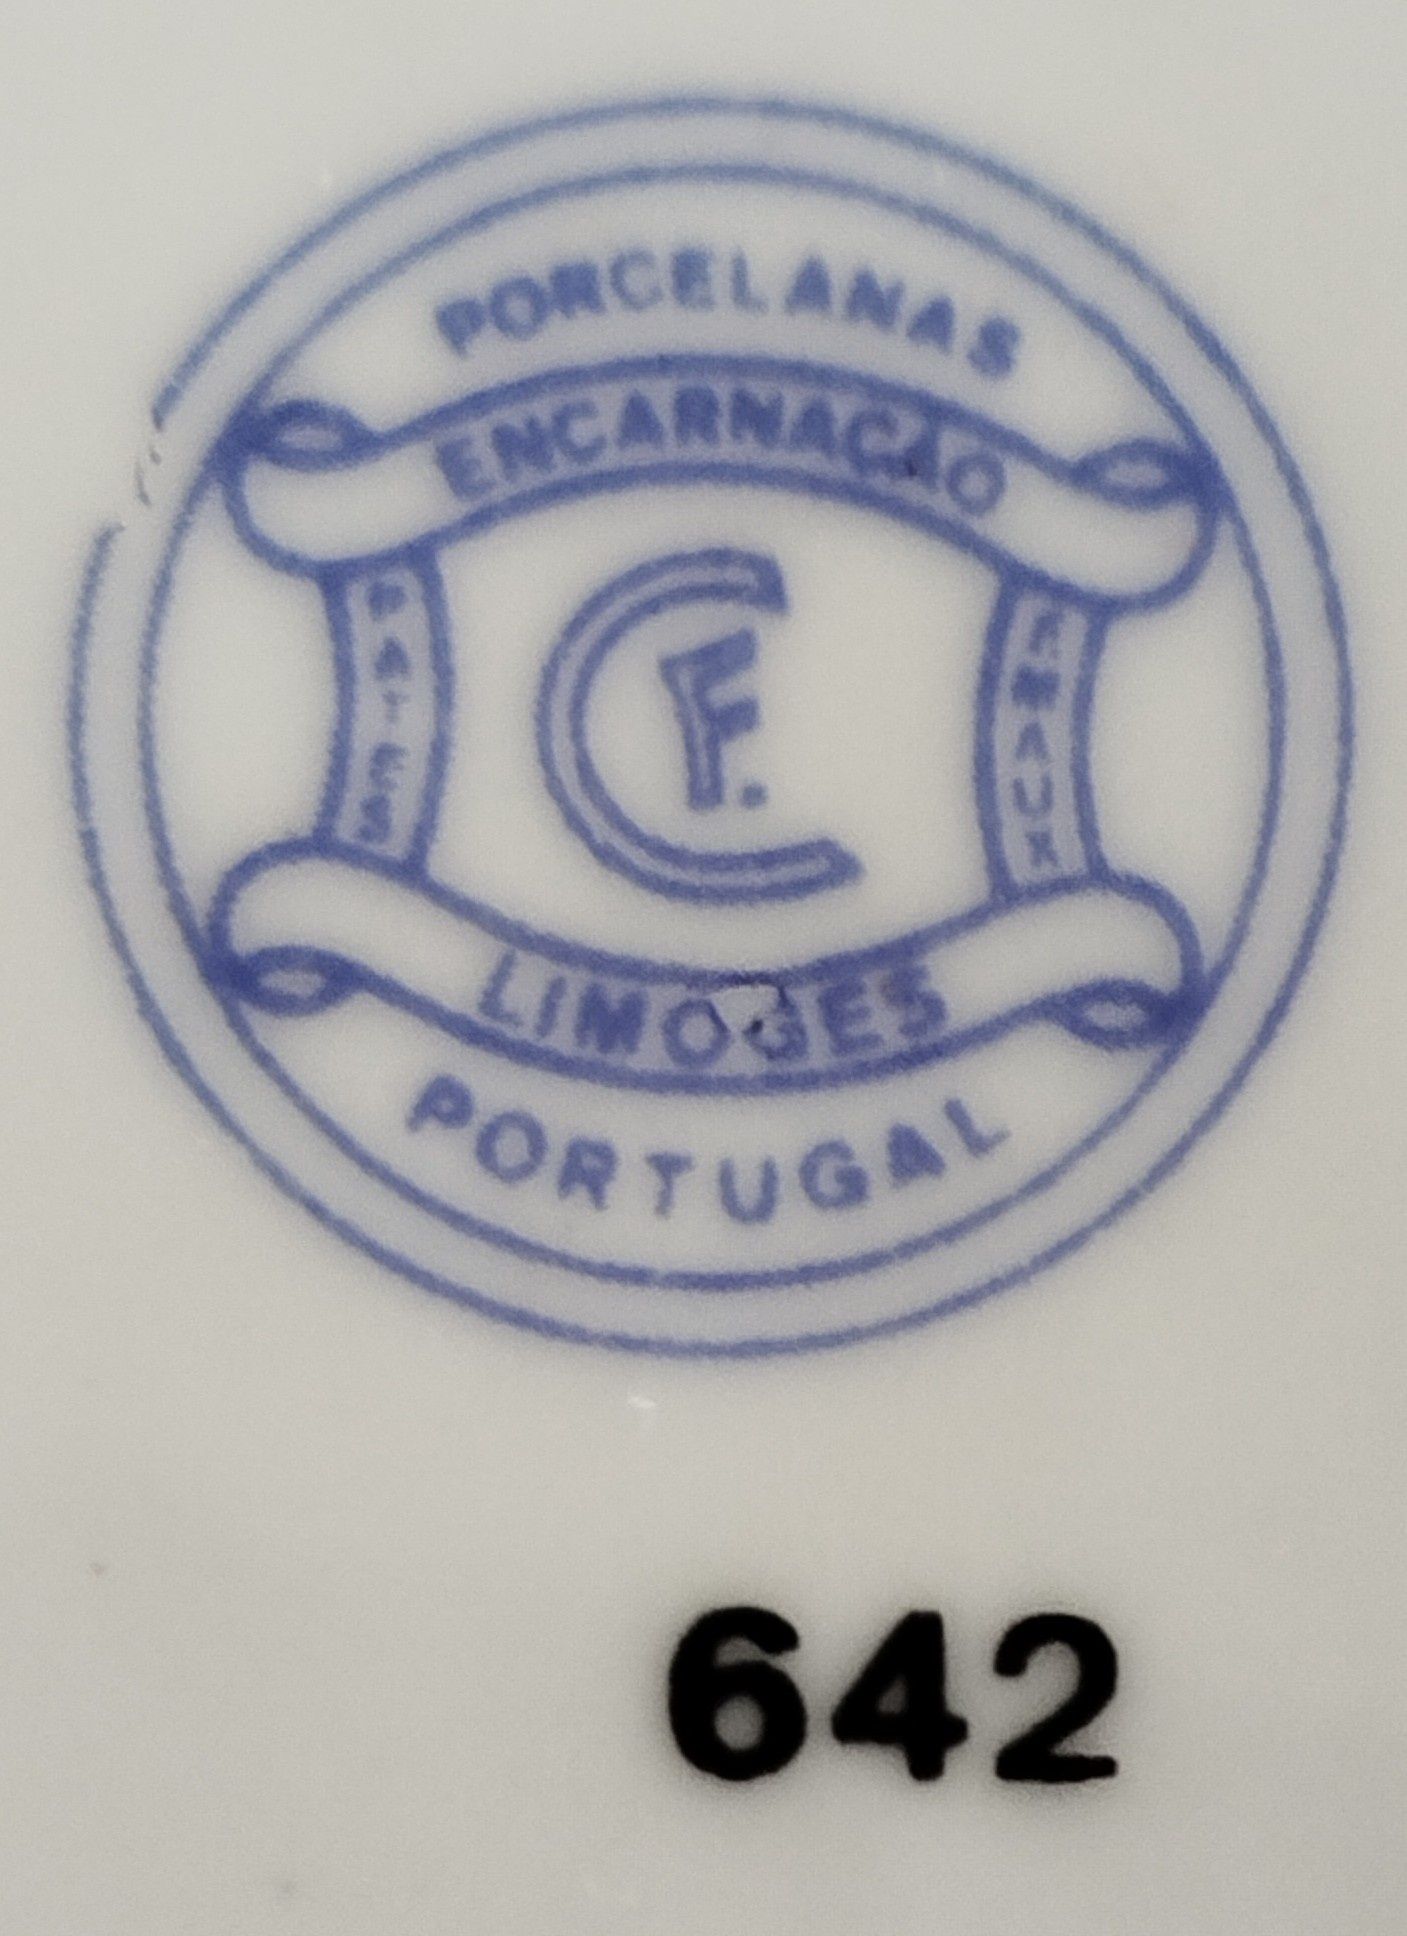 PORCELANAS
ENCARNAÇÃO
PATES
EMAUX
CF.
LIMOGES
PORTUGAL
642